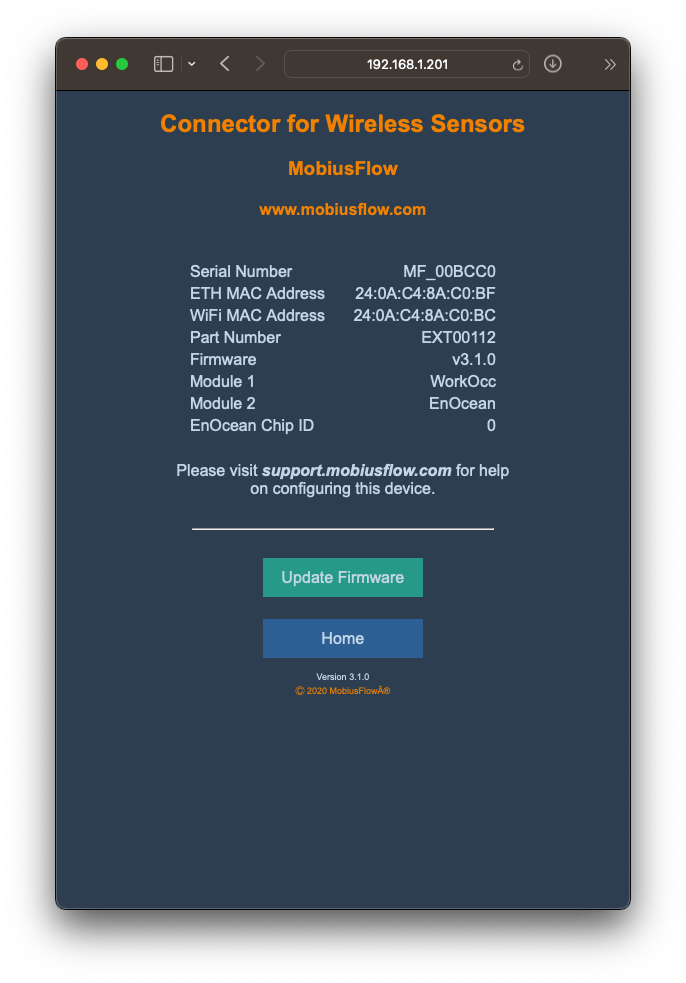 192.168.1.201
Connector for Wireless Sensors
MobiusFlow
www.mobiusflow.com
Serial Number MF_00BCC0
ETH MAC Address 24:0A:C4:8A:C0:BF
WiFi MAC Address 24:0A:C4:8A:C0:BC
Part Number EXT00112
Firmware v3.1.0
Module 1 WorkOcc
Module 2 EnOcean
EnOcean Chip ID 0
Please visit support.mobiusflow.com for help
on configuring this device.
Update Firmware
Home
Version 3.1.0
© 2020 MobiusFlowÂ®